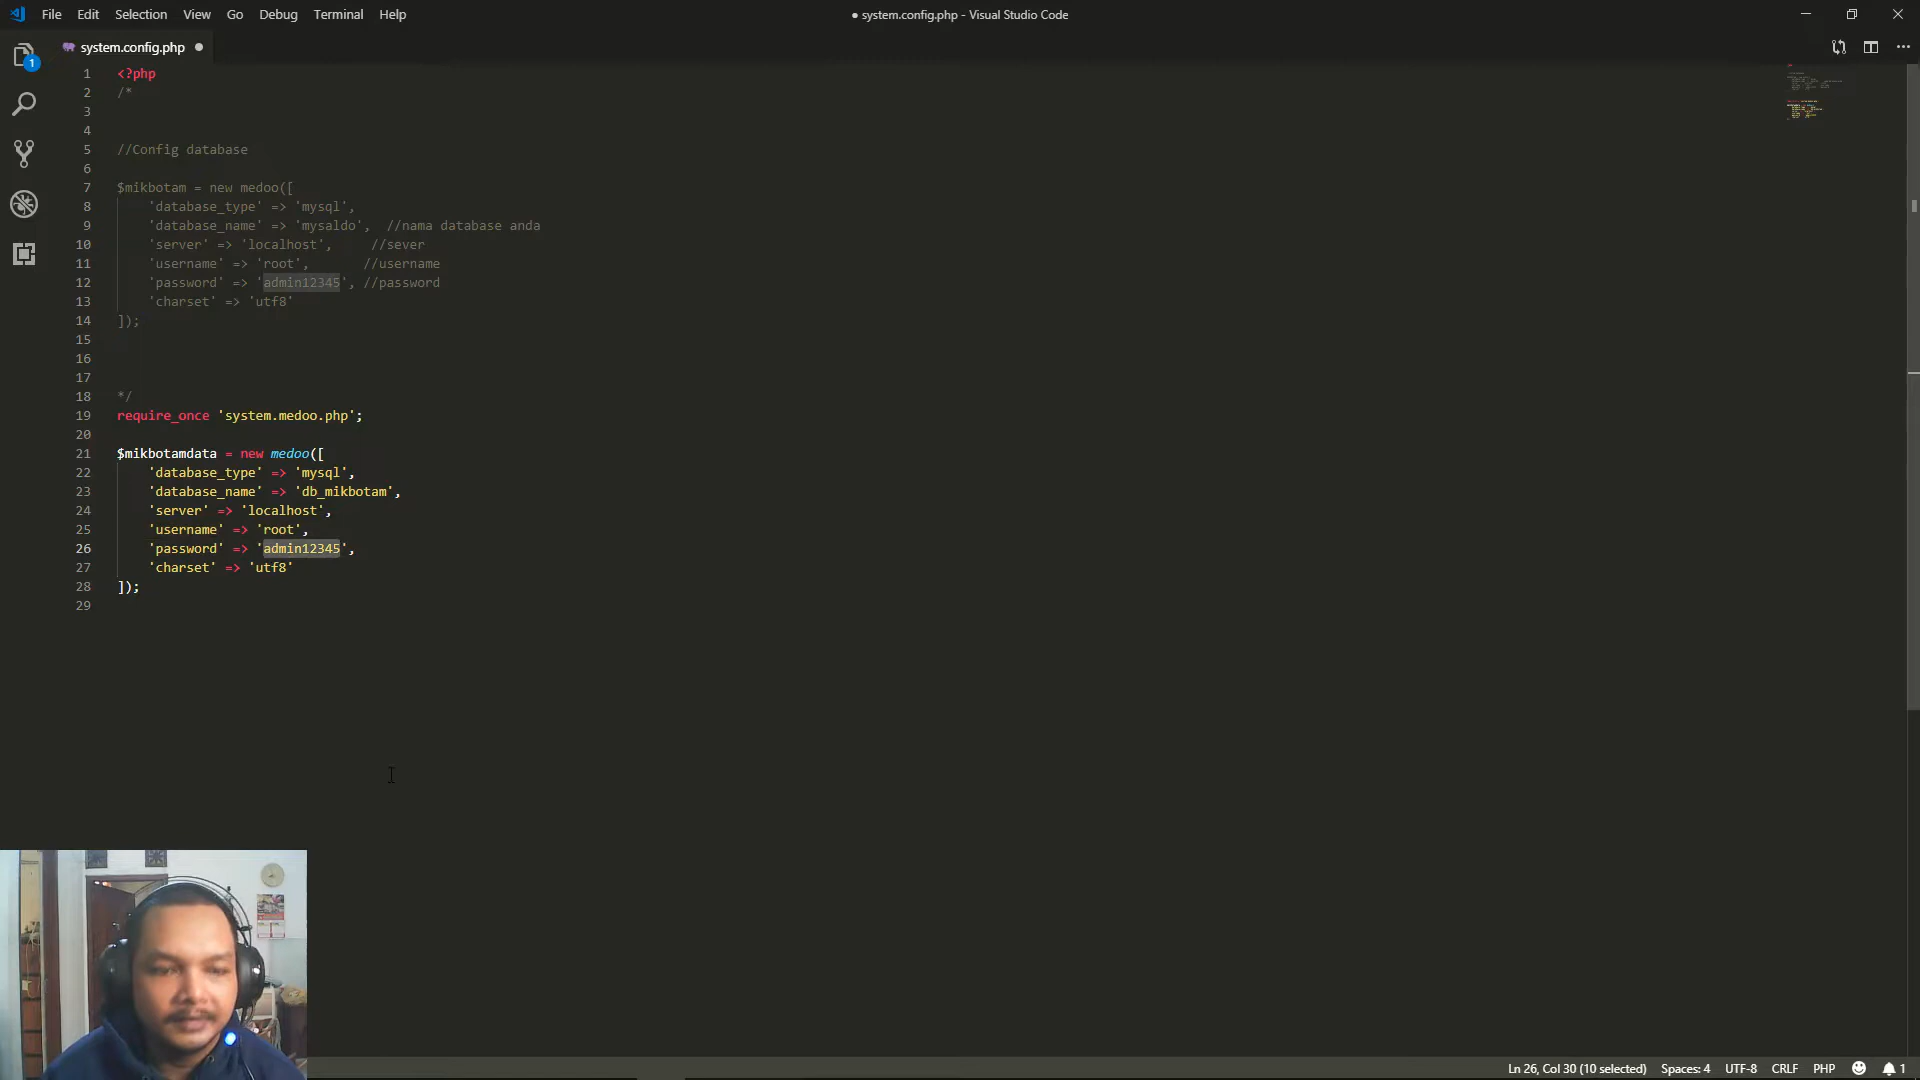 File Edit Selection View Go Debug Terminal Help
● system.config.php - Visual Studio Code
system.config.php ●
1
1 <?php
2 /*
3
4
5 //Config database
6
7 $mikbotam = new medoo([
8 'database_type' => 'mysql',
9 'database_name' => 'mysaldo', //nama database anda
10 'server' => 'localhost', //sever
11 'username' => 'root', //username
12 'password' => 'admin12345', //password
13 'charset' => 'utf8'
14 ]);
15
16
17
18 */
19 require_once 'system.medoo.php';
20
21 $mikbotamdata = new medoo([
22 'database_type' => 'mysql',
23 'database_name' => 'db_mikbotam',
24 'server' => 'localhost',
25 'username' => 'root',
26 'password' => 'admin12345',
27 'charset' => 'utf8'
28 ]);
29
Ln 26, Col 30 (10 selected) Spaces: 4 UTF-8 CRLF PHP 1